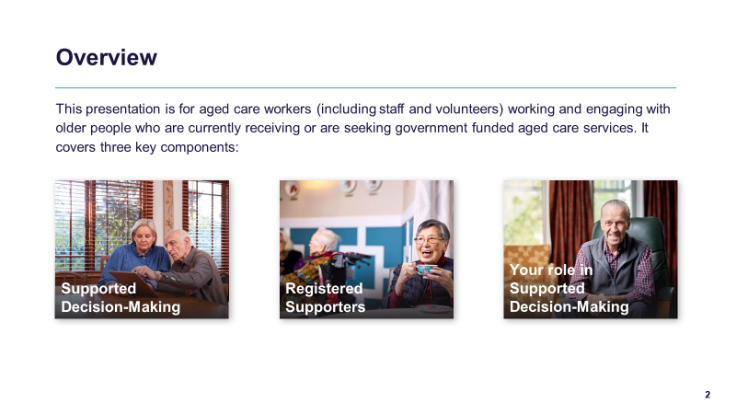 Overview
This presentation is for aged care workers (including staff and volunteers) working and engaging with
older people who are currently receiving or are seeking government funded aged care services. It
covers three key components:
Supported
Decision-Making
Registered
Supporters
Your role in
Supported
Decision-Making
2